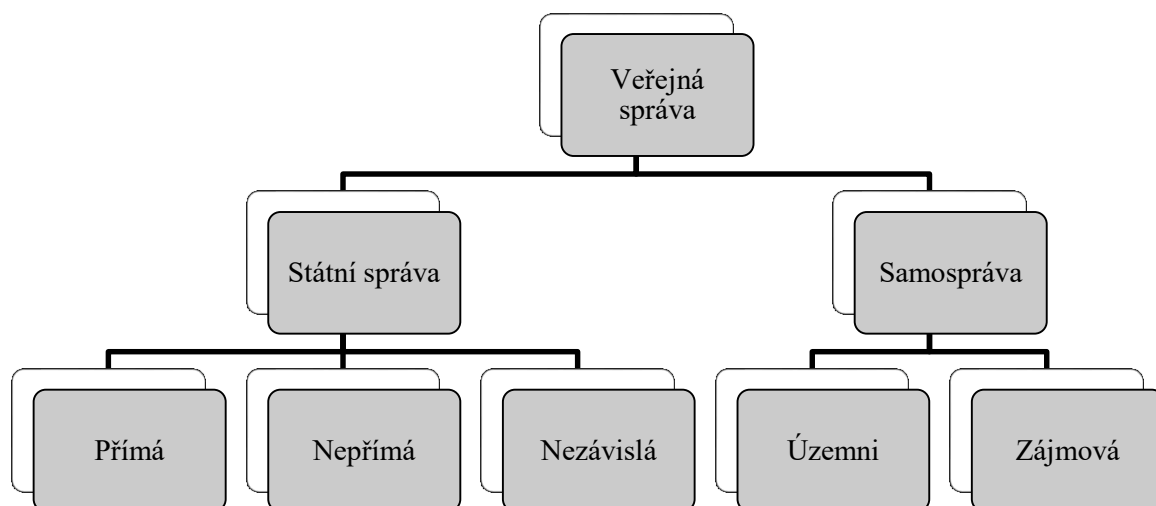 Veřejná
správa
Státní správa
Samospráva
Přímá
Nepřímá
Nezávislá
Územni
Zájmová